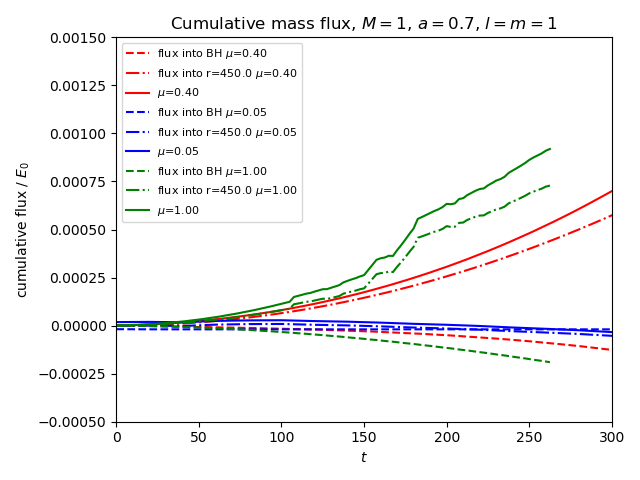 Cumulative mass flux, M = 1, a = 0.7, l = m = 1
0.00150
0.00125
0.00100
0.00075
0.00050
0.00025
0.00000
−0.00025
−0.00050
cumulative flux / E₀
flux into BH μ=0.40
flux into r=450.0 μ=0.40
μ=0.40
flux into BH μ=0.05
flux into r=450.0 μ=0.05
μ=0.05
flux into BH μ=1.00
flux into r=450.0 μ=1.00
μ=1.00
0 50 100 150 200 250 300
t